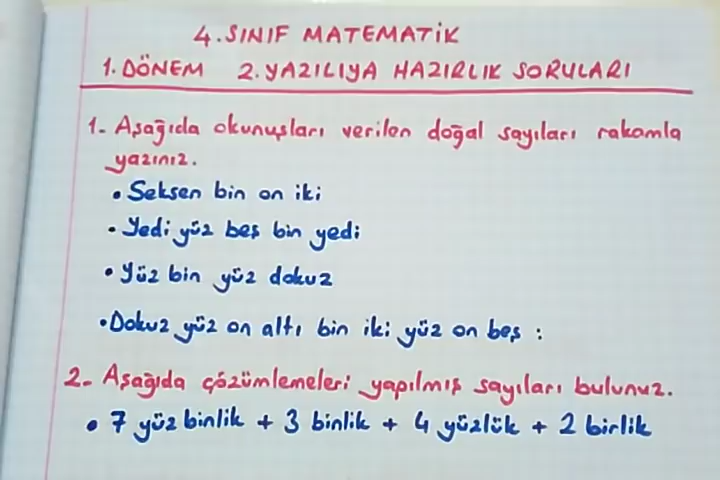 4.SINIF MATEMATİK
1.DÖNEM 2.YAZILIYA HAZIRLIK SORULARI
1- Aşağıda okunuşları verilen doğal sayıları rakamla
yazınız.
• Seksen bin on iki
• Yedi yüz beş bin yedi
• Yüz bin yüz dokuz
• Dokuz yüz on altı bin iki yüz on beş :
2- Aşağıda çözümlemeleri yapılmış sayıları bulunuz.
• 7 yüz binlik + 3 binlik + 4 yüzlük + 2 birlik